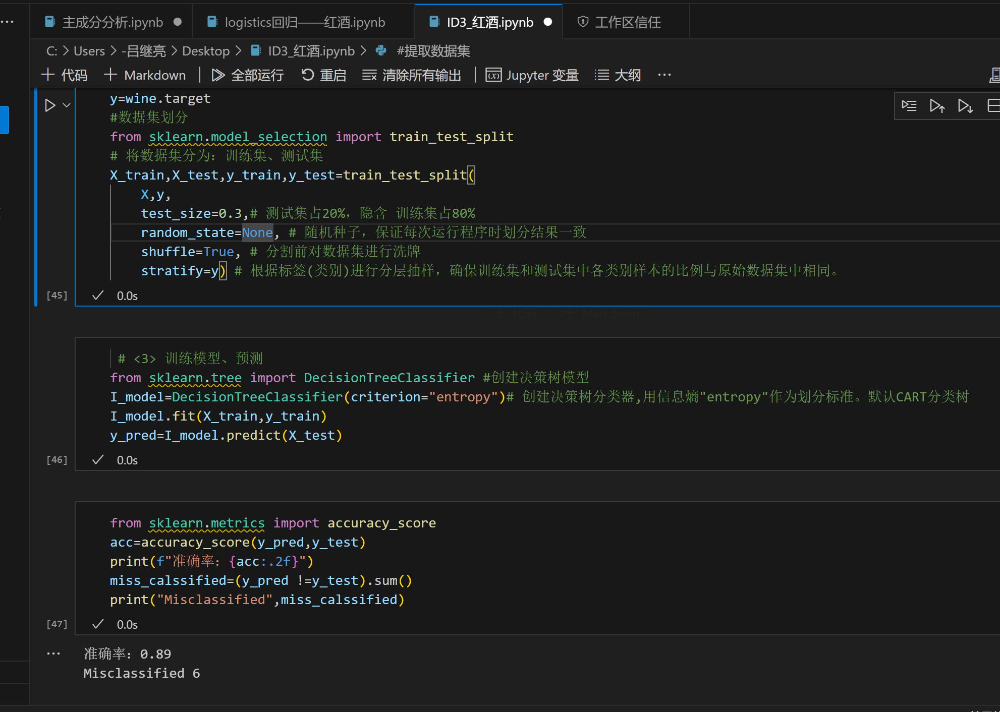 主成分分析.ipynb
logistics回归——红酒.ipynb
ID3_红酒.ipynb
工作区信任
C: > Users > -吕继亮 > Desktop > ID3_红酒.ipynb > #提取数据集
代码 Markdown 全部运行 重启 清除所有输出 Jupyter 变量 大纲 ...
y=wine.target
#数据集划分
from sklearn.model_selection import train_test_split
# 将数据集分为：训练集、测试集
X_train,X_test,y_train,y_test=train_test_split(
X,y,
test_size=0.3,# 测试集占20%，隐含 训练集占80%
random_state=None, # 随机种子，保证每次运行程序时划分结果一致
shuffle=True, # 分割前对数据集进行洗牌
stratify=y) # 根据标签(类别)进行分层抽样，确保训练集和测试集中各类别样本的比例与原始数据集中相同。
[45] 0.0s
代码 Markdown
# <3> 训练模型、预测
from sklearn.tree import DecisionTreeClassifier #创建决策树模型
I_model=DecisionTreeClassifier(criterion="entropy")# 创建决策树分类器,用信息熵"entropy"作为划分标准。默认CART分类树
I_model.fit(X_train,y_train)
y_pred=I_model.predict(X_test)
[46] 0.0s
from sklearn.metrics import accuracy_score
acc=accuracy_score(y_pred,y_test)
print(f"准确率：{acc:.2f}")
miss_calssified=(y_pred !=y_test).sum()
print("Misclassified",miss_calssified)
[47] 0.0s
准确率：0.89
Misclassified 6